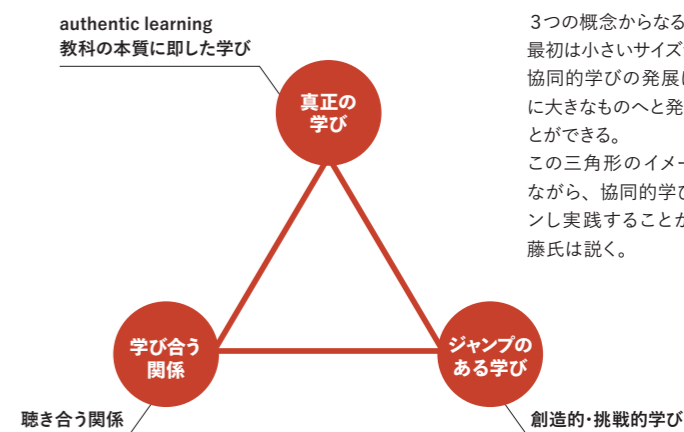 authentic learning
教科の本質に即した学び
真正の
学び
3つの概念からなる
最初は小さいサイズ
協同的学びの発展
に大きなものへと発
とができる。
この三角形のイメー
ながら、協同的学び
ンし実践することが
藤氏は説く。
学び合う
関係
ジャンプの
ある学び
聴き合う関係
創造的・挑戦的学び